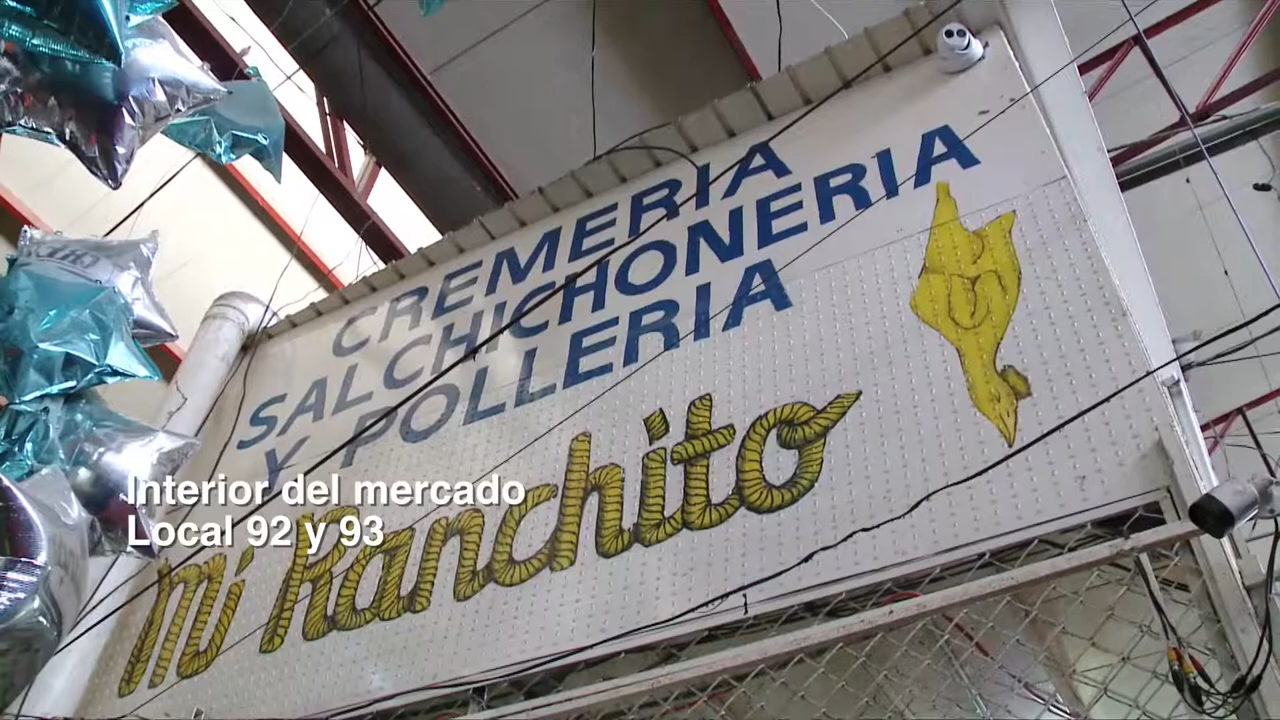 CREMERIA
SALCHICHONERIA
Y POLLERIA
Mi Ranchito
Interior del mercado
Local 92 y 93